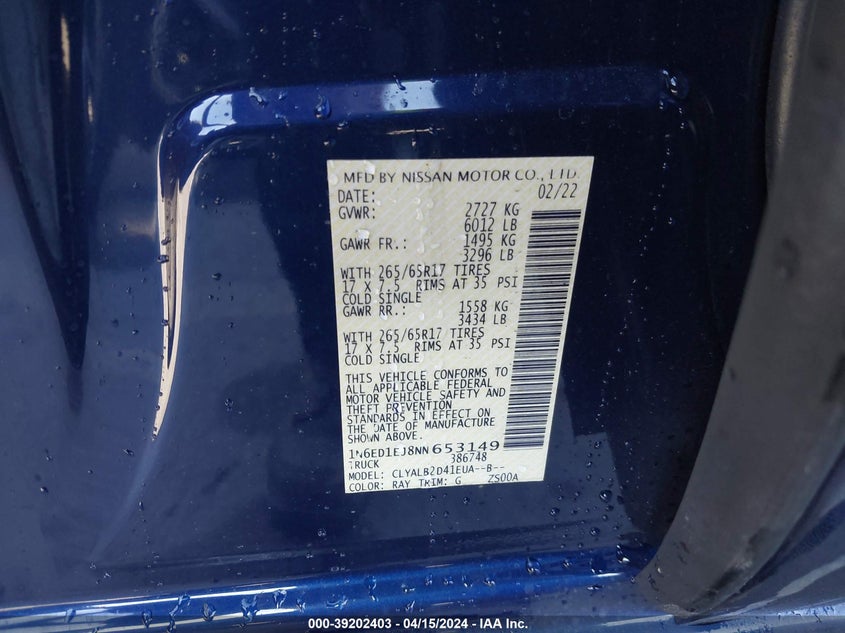 MFD BY NISSAN MOTOR CO., LTD.
DATE: 02/22
GVWR: 2727 KG
6012 LB
GAWR FR.: 1495 KG
3296 LB
WITH 265/65R17 TIRES
17 X 7.5 RIMS AT 35 PSI
COLD SINGLE
GAWR RR.: 1558 KG
3434 LB
WITH 265/65R17 TIRES
17 X 7.5 RIMS AT 35 PSI
COLD SINGLE
THIS VEHICLE CONFORMS TO
ALL APPLICABLE FEDERAL
MOTOR VEHICLE SAFETY AND
THEFT PREVENTION
STANDARDS IN EFFECT ON
THE DATE OF MANUFACTURE
SHOWN ABOVE.
1N6ED1EJ8NN653149
TRUCK 386748
MODEL: CLYALB2D41EUA--B--
COLOR: RAY TRIM: G ZS00A
000-39202403 - 04/15/2024 - IAA Inc.